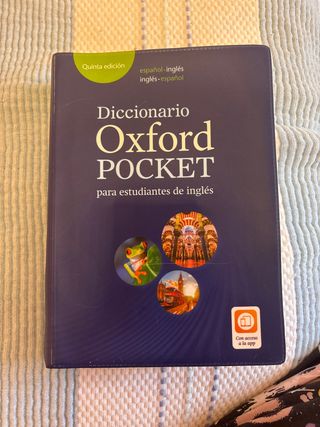 Quinta edición
español-inglés
inglés-español
Diccionario
Oxford
POCKET
para estudiantes de inglés
Con acceso
a la app